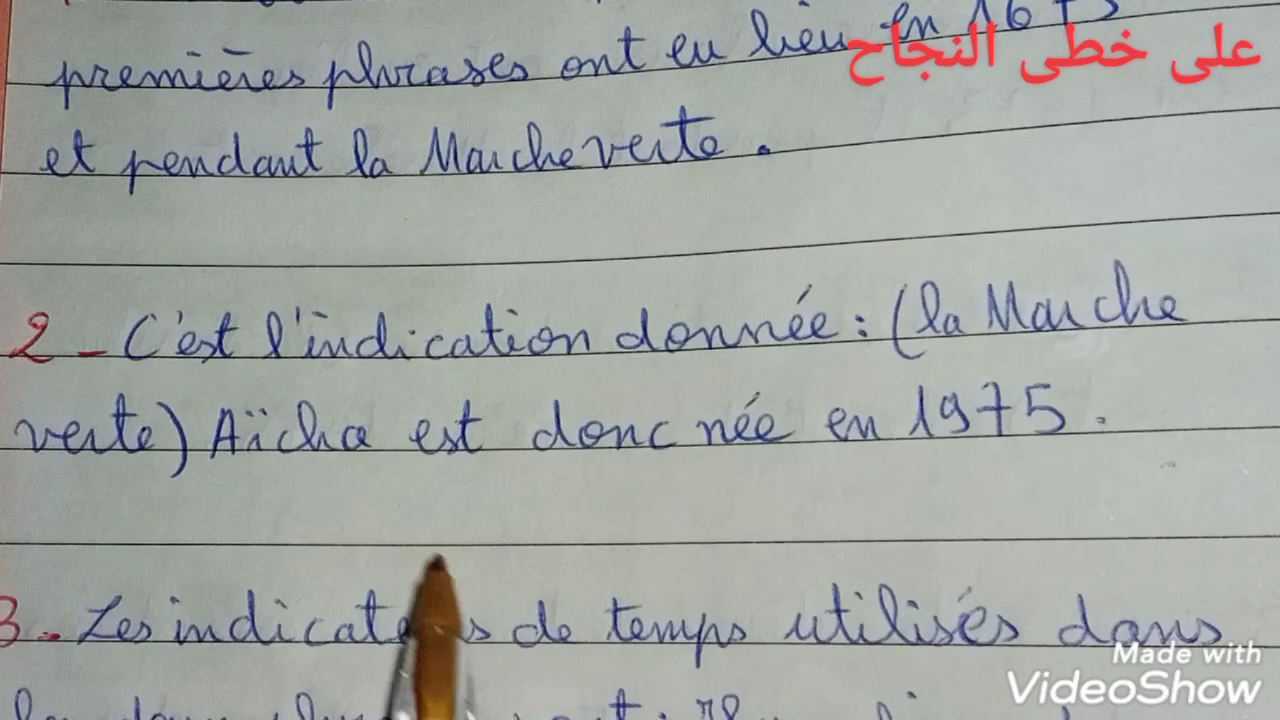 premières phrases ont eu lieu en
على خطى النجاح
et pendant la Marche verte.
2 - C'est l'indication donnée : (la Marche
verte) Aïcha est donc née en 1975.
3 - Les indicat s de temps utilisés dans
Made with
VideoShow